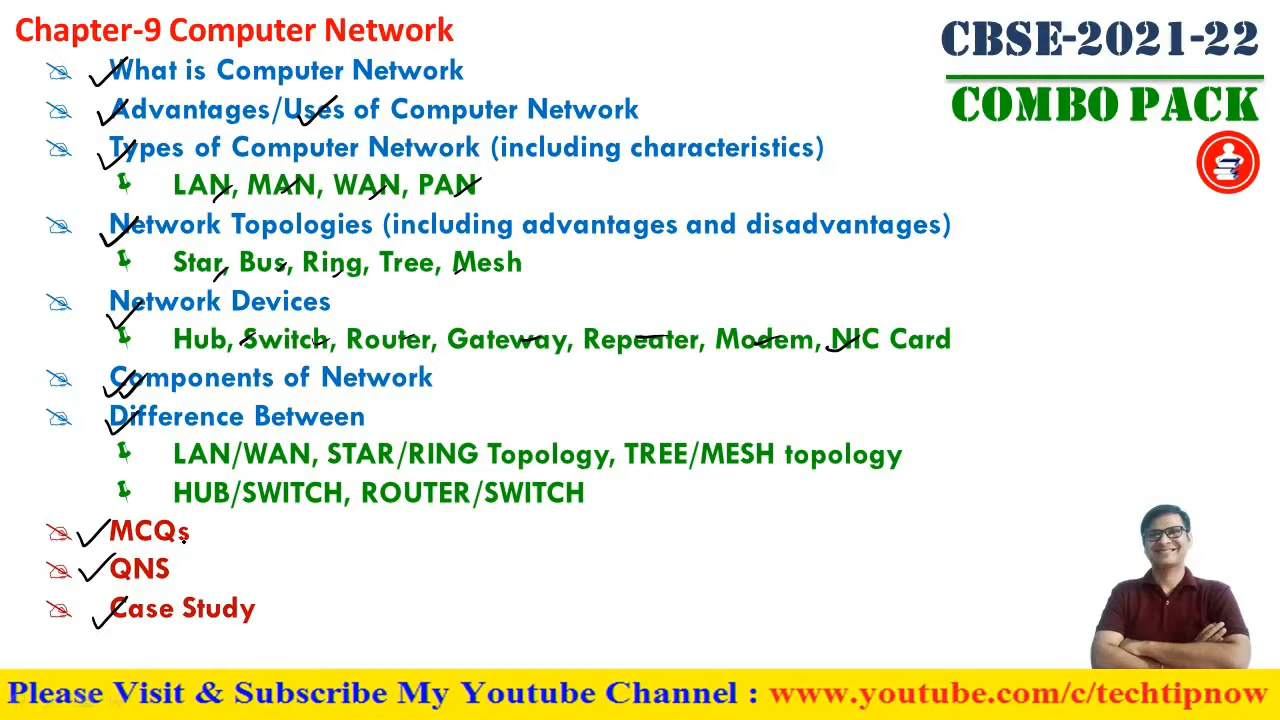 Chapter-9 Computer Network
CBSE-2021-22
COMBO PACK
What is Computer Network
Advantages/Uses of Computer Network
Types of Computer Network (including characteristics)
LAN, MAN, WAN, PAN
Network Topologies (including advantages and disadvantages)
Star, Bus, Ring, Tree, Mesh
Network Devices
Hub, Switch, Router, Gateway, Repeater, Modem, NIC Card
Components of Network
Difference Between
LAN/WAN, STAR/RING Topology, TREE/MESH topology
HUB/SWITCH, ROUTER/SWITCH
MCQs
QNS
Case Study
Please Visit & Subscribe My Youtube Channel : www.youtube.com/c/techtipnow